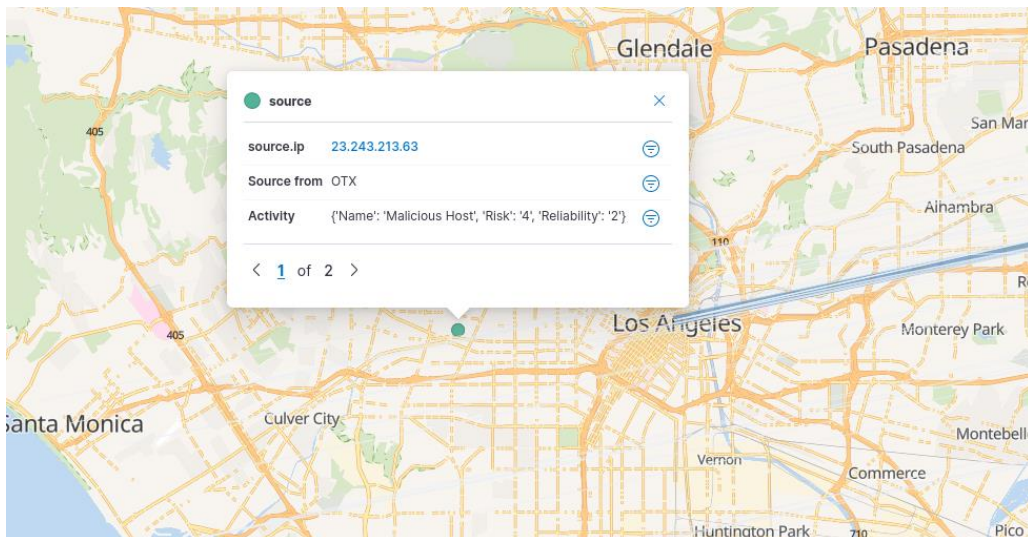 Glendale
Pasadena
source
405
San Mar
source.ip 23.243.213.63
South Pasadena
Source from OTX
Activity {'Name': 'Malicious Host', 'Risk': '4', 'Reliability': '2'}
Alhambra
110
1 of 2
R
Los Angeles
Monterey Park
405
Santa Monica
Culver City
Montebell
Vernon
Commerce
Huntington Park
710
Pico